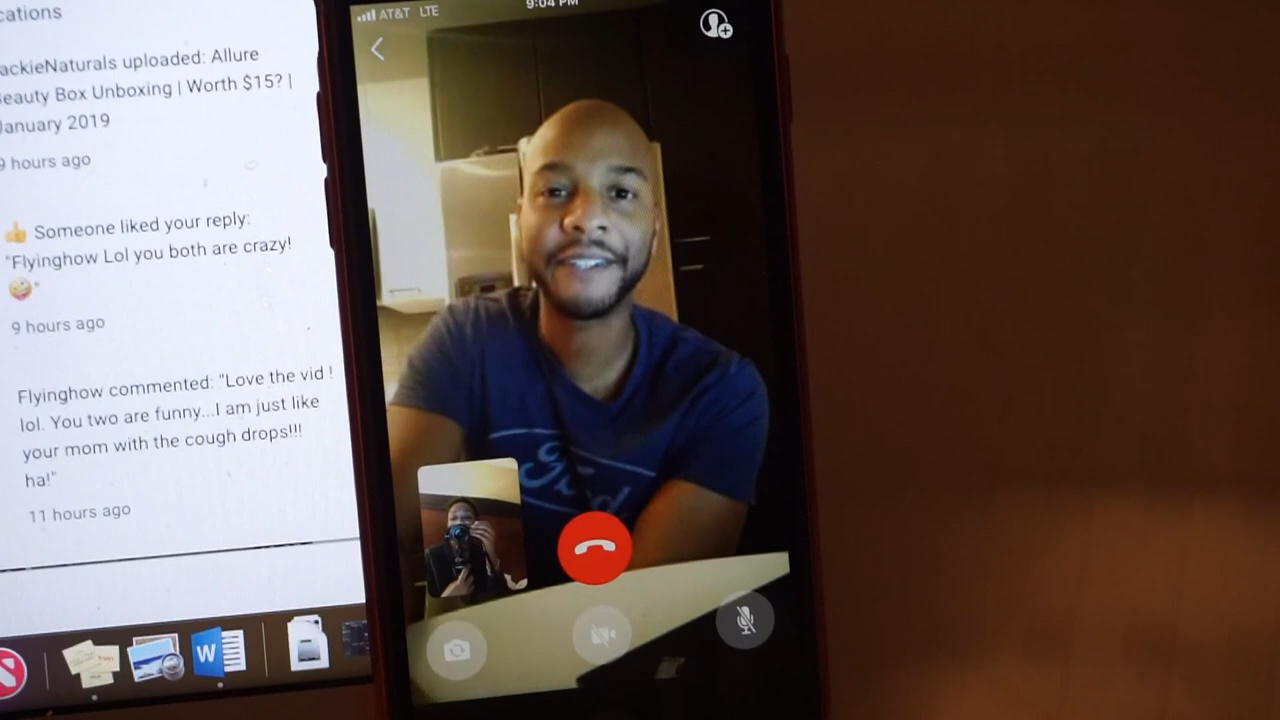 cations
ackieNaturals uploaded: Allure
Beauty Box Unboxing | Worth $15? |
January 2019
9 hours ago
👍 Someone liked your reply:
"Flyinghow Lol you both are crazy!
🤪"
9 hours ago
Flyinghow commented: "Love the vid !
lol. You two are funny...I am just like
your mom with the cough drops!!!
ha!"
11 hours ago
W
AT&T LTE
9:04 PM
Ford